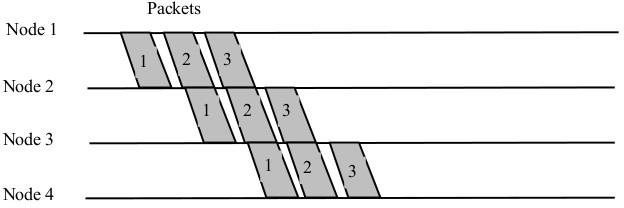 Packets
Node 1
1 2 3
Node 2
1 2 3
Node 3
1 2 3
Node 4